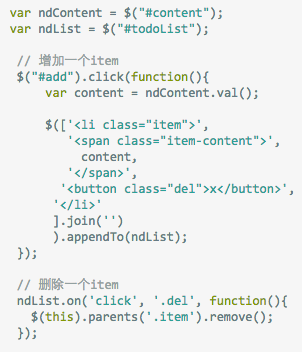 var ndContent = $("#content");
var ndList = $("#todoList");
// 增加一个item
$("#add").click(function(){
var content = ndContent.val();
$(['<li class="item">',
'<span class="item-content">',
content,
'</span>',
'<button class="del">x</button>',
'</li>'
].join('')
).appendTo(ndList);
});
// 删除一个item
ndList.on('click', '.del', function(){
$(this).parents('.item').remove();
});